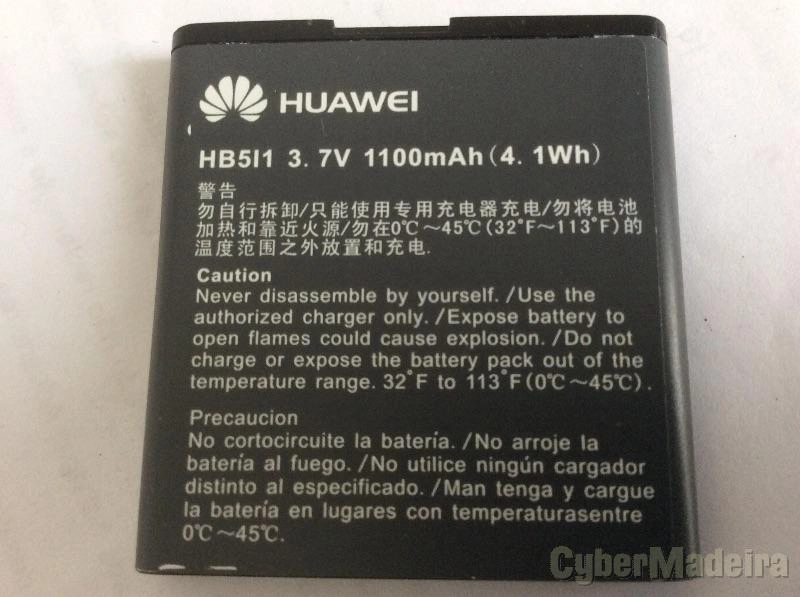 HUAWEI
HB5I1 3.7V 1100mAh(4.1Wh)
警告
勿自行拆卸/只能使用专用充电器充电/勿将电池
加热和靠近火源/勿在0℃～45℃(32°F～113°F)的
温度范围之外放置和充电.
Caution
Never disassemble by yourself. /Use the
authorized charger only. /Expose battery to
open flames could cause explosion. /Do not
charge or expose the battery pack out of the
temperature range. 32°F to 113°F(0℃～45℃).
Precaucion
No cortocircuite la batería. /No arroje la
batería al fuego. /No utilice ningún cargador
distinto al especificado. /Man tenga y cargue
la batería en lugares con temperaturasentre
0℃～45℃.
CyberMadeira